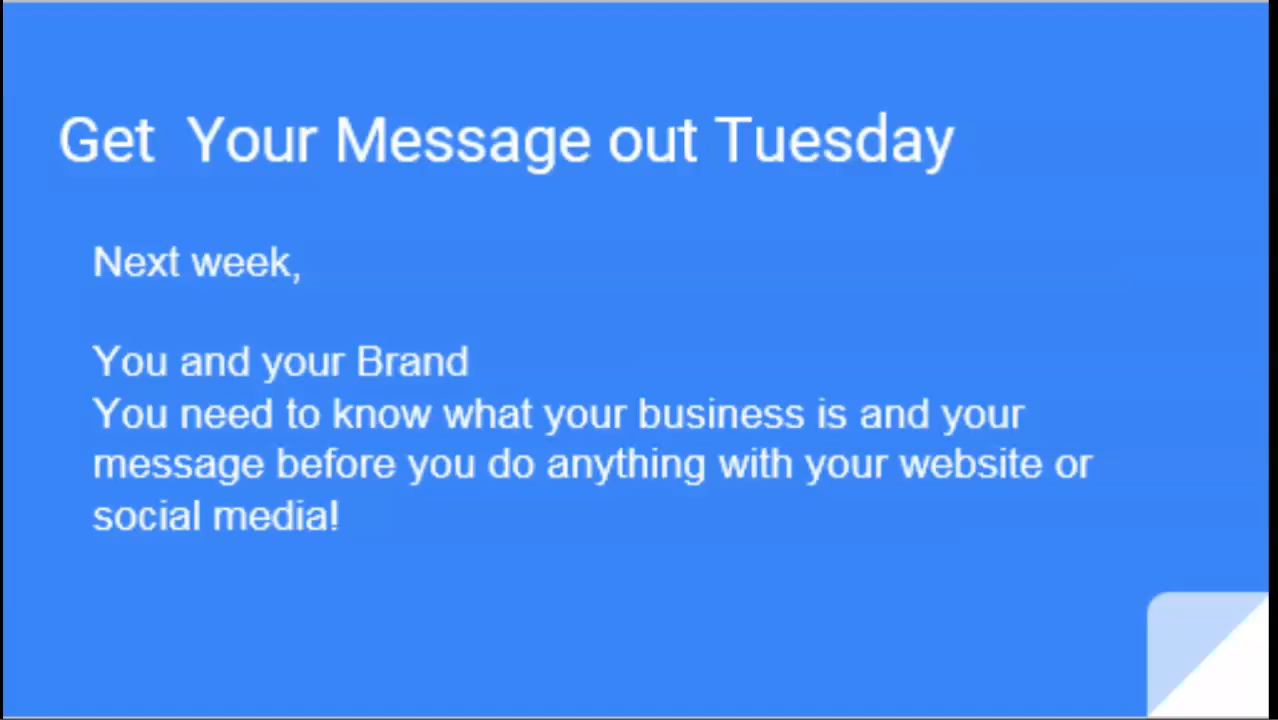 Get  Your Message out Tuesday
Next week,
You and your Brand
You need to know what your business is and your
message before you do anything with your website or
social media!